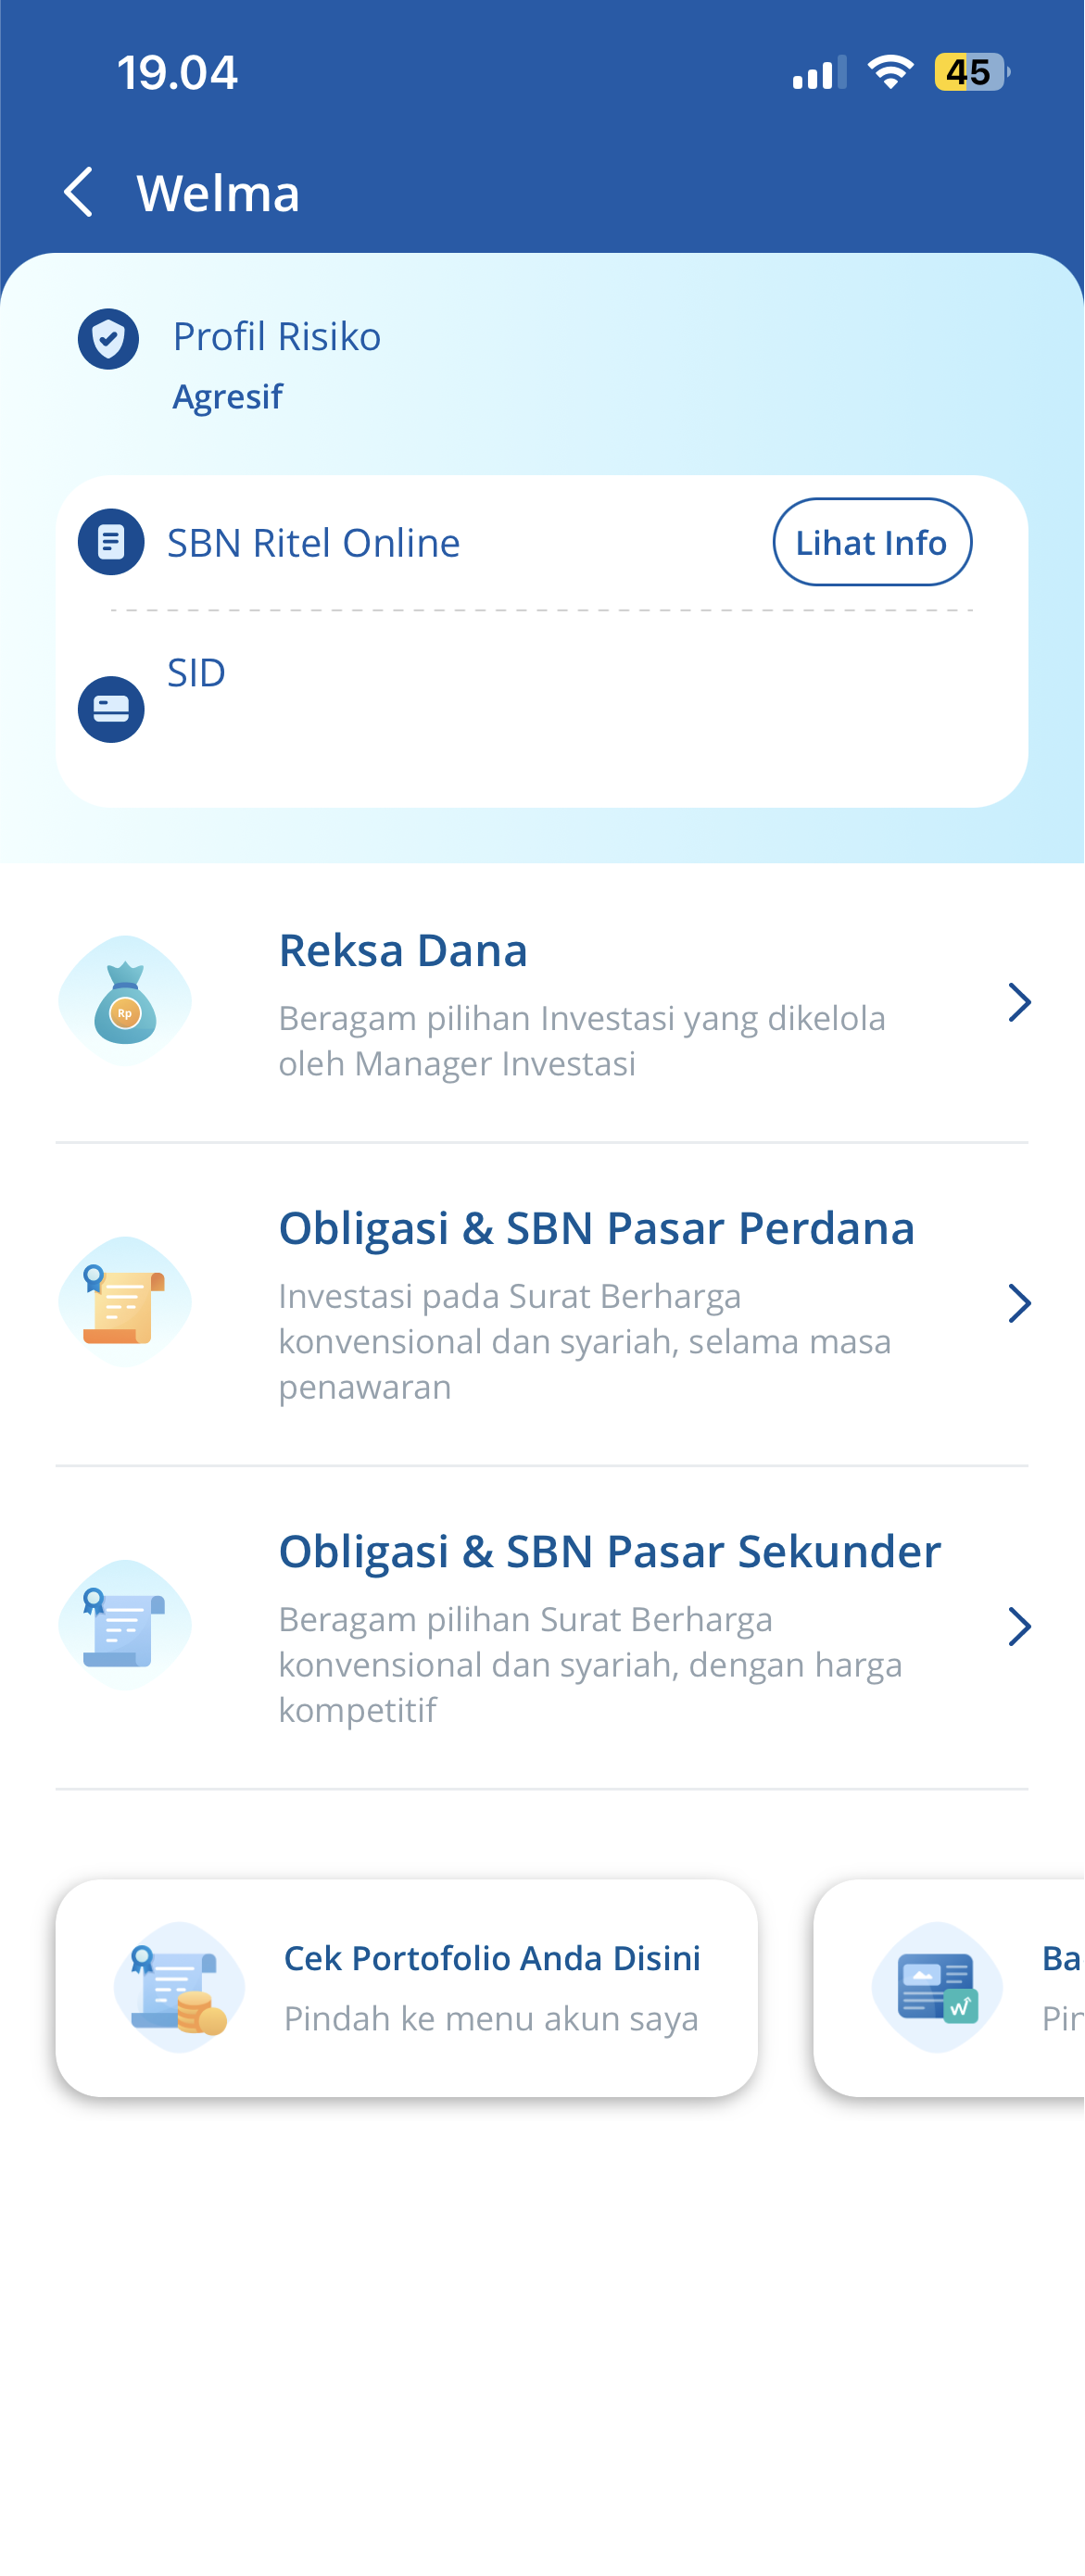 19.04
45
Welma
Profil Risiko
Agresif
SBN Ritel Online
Lihat Info
SID
Reksa Dana
Rp
Beragam pilihan Investasi yang dikelola
oleh Manager Investasi
Obligasi & SBN Pasar Perdana
Investasi pada Surat Berharga
konvensional dan syariah, selama masa
penawaran
Obligasi & SBN Pasar Sekunder
Beragam pilihan Surat Berharga
konvensional dan syariah, dengan harga
kompetitif
Cek Portofolio Anda Disini
Pindah ke menu akun saya